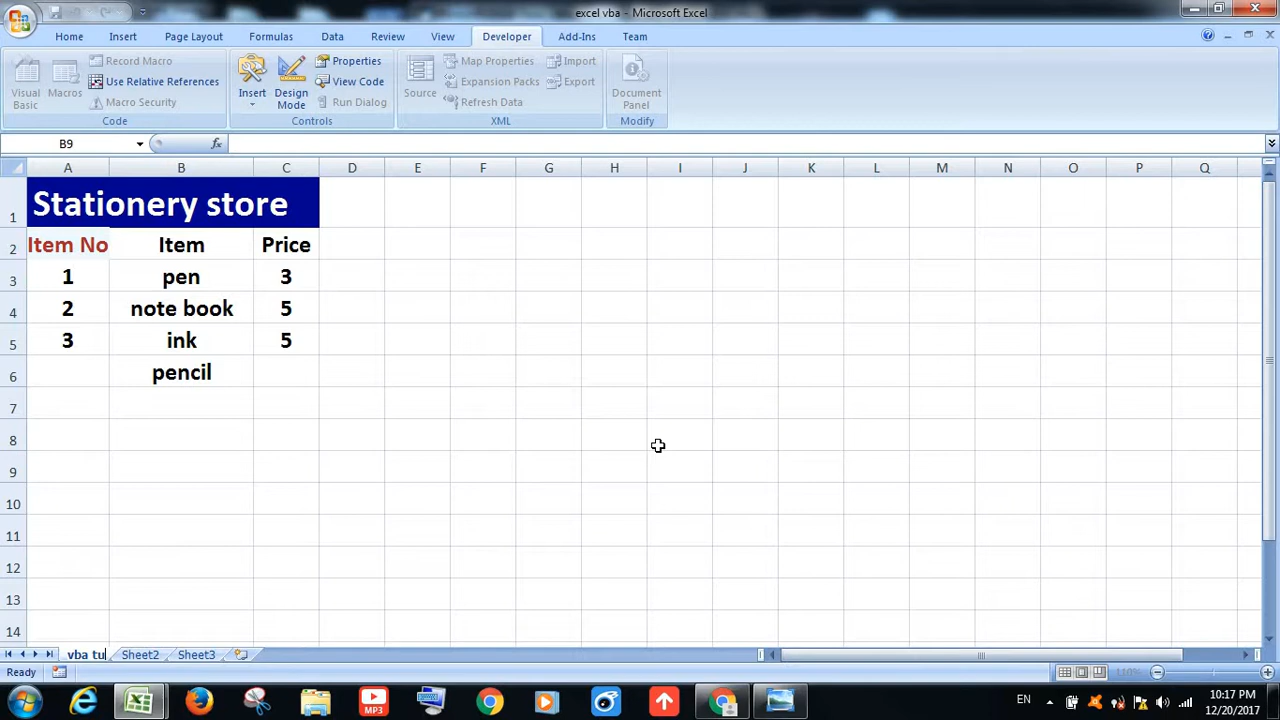 excel vba - Microsoft Excel
Home Insert Page Layout Formulas Data Review View Developer Add-Ins Team
Visual Basic
Macros
Record Macro
Use Relative References
Macro Security
Code
Insert
Design Mode
Properties
View Code
Run Dialog
Controls
Source
Map Properties
Expansion Packs
Refresh Data
Import
Export
XML
Document Panel
Modify
B9 fx
A B C D E F G H I J K L M N O P Q
1 Stationery store
2 Item No Item Price
3 1 pen 3
4 2 note book 5
5 3 ink 5
6 pencil
7
8
9
10
11
12
13
14
vba tu Sheet2 Sheet3
Ready 110%
MP3
EN
10:17 PM
12/20/2017